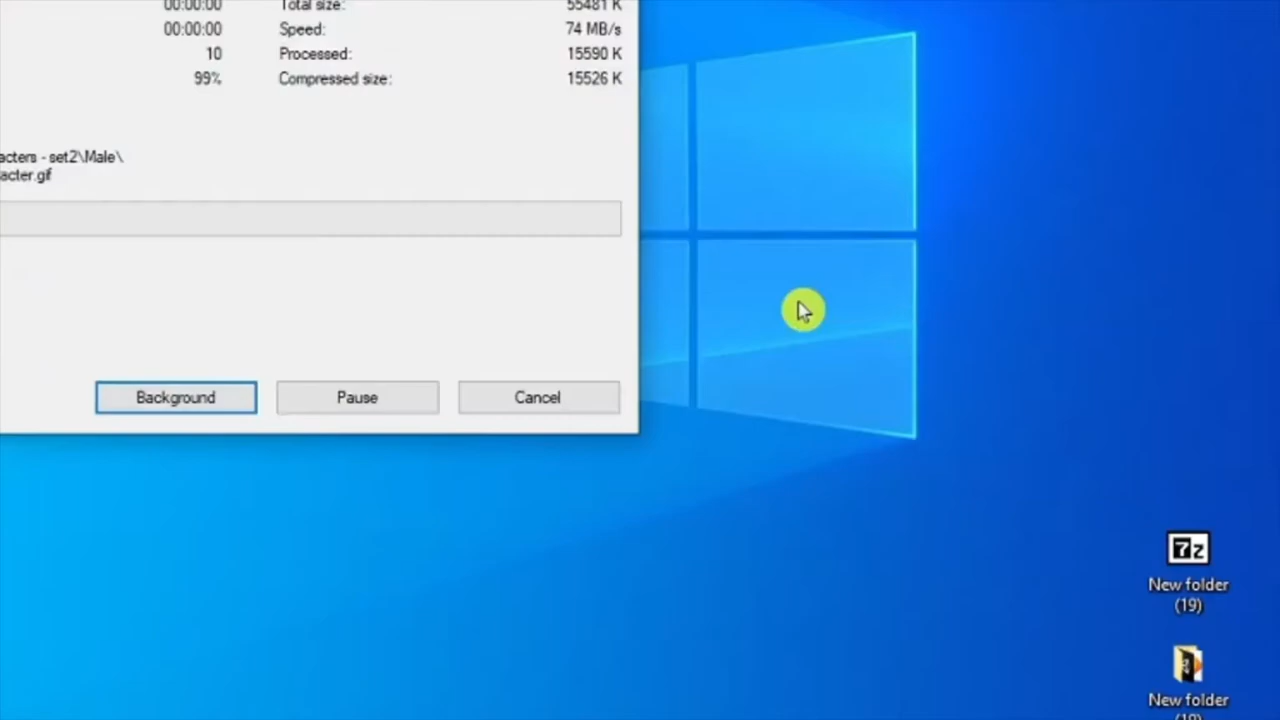 00:00:00 Total size: 55481 K
00:00:00 Speed: 74 MB/s
10 Processed: 15590 K
99% Compressed size: 15526 K
acters - set2\Male\
acter.gif
Background Pause Cancel
7z
New folder
(19)
New folder
(19)